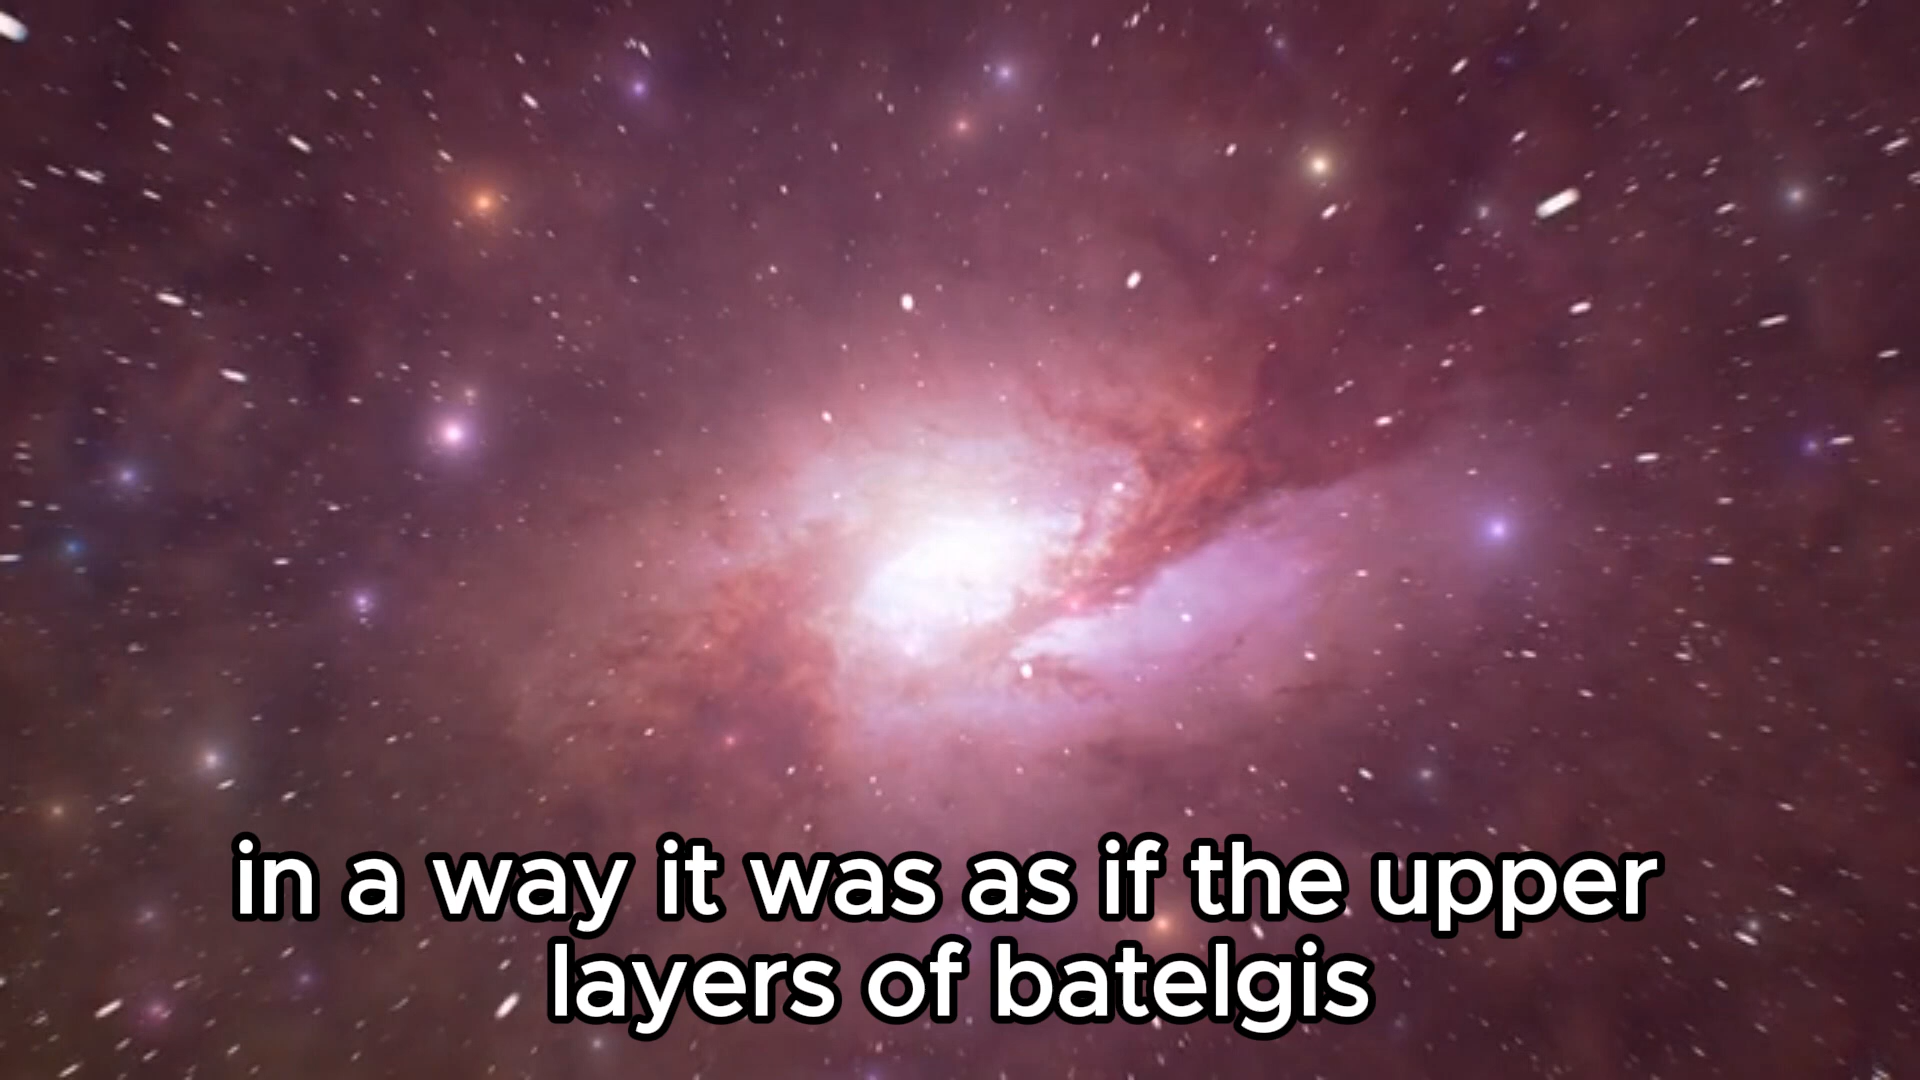 in a way it was as if the upper
layers of batelgis